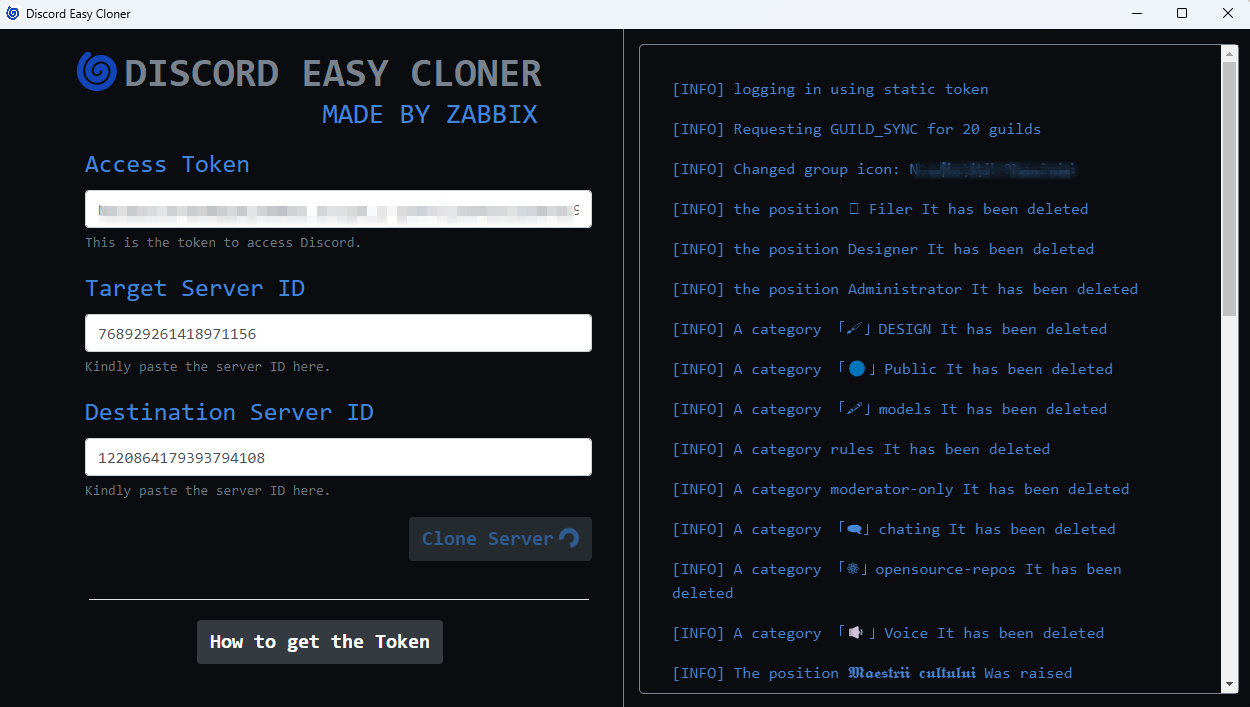 Discord Easy Cloner
DISCORD EASY CLONER
MADE BY ZABBIX
Access Token
This is the token to access Discord.
Target Server ID
768929261418971156
Kindly paste the server ID here.
Destination Server ID
1220864179393794108
Kindly paste the server ID here.
Clone Server
How to get the Token
[INFO] logging in using static token
[INFO] Requesting GUILD_SYNC for 20 guilds
[INFO] Changed group icon:
[INFO] the position Filer It has been deleted
[INFO] the position Designer It has been deleted
[INFO] the position Administrator It has been deleted
[INFO] A category 「🖌」DESIGN It has been deleted
[INFO] A category 「🔵」Public It has been deleted
[INFO] A category 「🖍」models It has been deleted
[INFO] A category rules It has been deleted
[INFO] A category moderator-only It has been deleted
[INFO] A category 「🗨」chating It has been deleted
[INFO] A category 「⚛」opensource-repos It has been
deleted
[INFO] A category 「🔊」Voice It has been deleted
[INFO] The position 𝕸𝖆𝖊𝖘𝖙𝖗𝖎𝖎 𝖈𝖚𝖑𝖙𝖚𝖑𝖚𝖎 Was raised